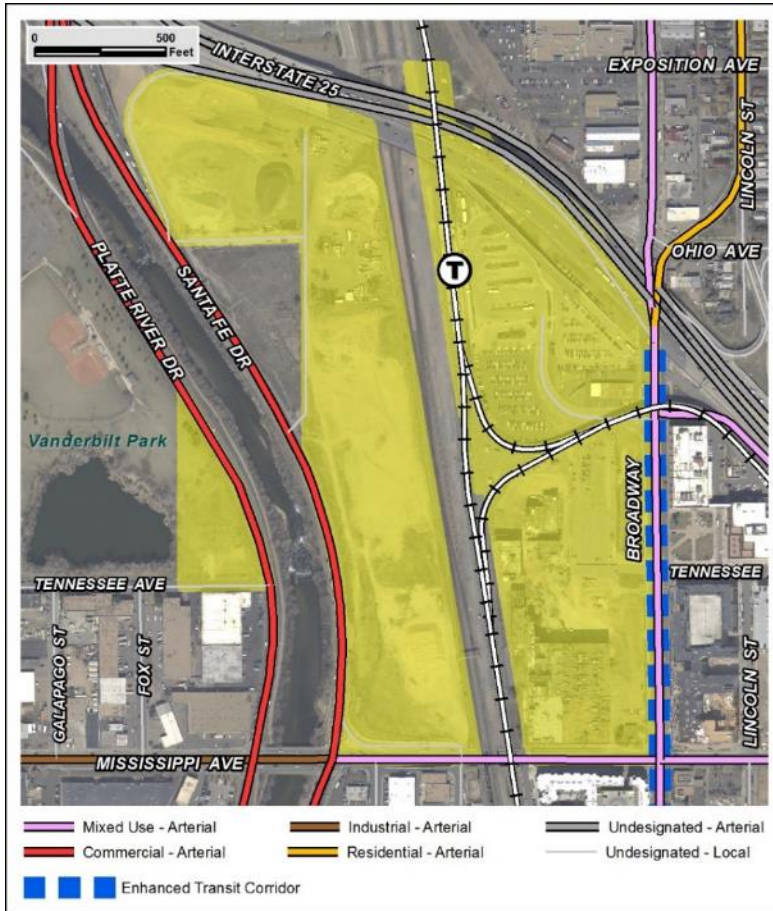 0 500
Feet
INTERSTATE 25
EXPOSITION AVE
LINCOLN ST
OHIO AVE
T
PLATTE RIVER DR
SANTA FE DR
Vanderbilt Park
BROADWAY
TENNESSEE AVE
TENNESSEE
GALAPAGO ST
FOX ST
LINCOLN ST
MISSISSIPPI AVE
Mixed Use - Arterial
Industrial - Arterial
Undesignated - Arterial
Commercial - Arterial
Residential - Arterial
Undesignated - Local
Enhanced Transit Corridor